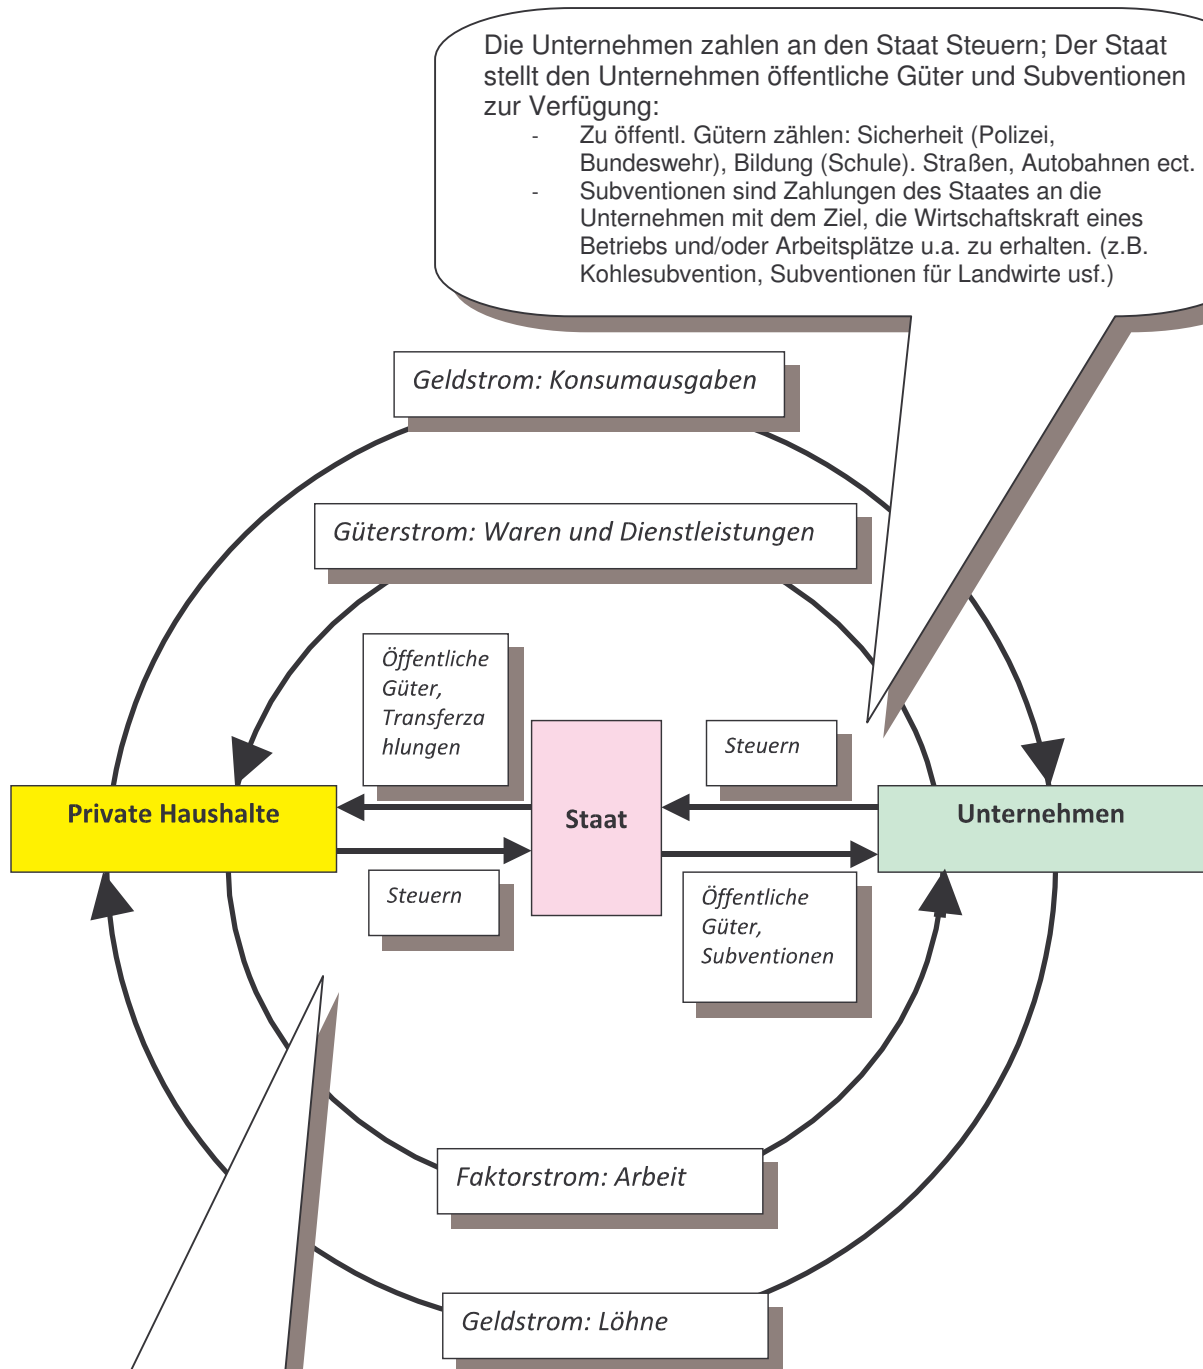 Die Unternehmen zahlen an den Staat Steuern; Der Staat
stellt den Unternehmen öffentliche Güter und Subventionen
zur Verfügung:
- Zu öffentl. Gütern zählen: Sicherheit (Polizei,
Bundeswehr), Bildung (Schule). Straßen, Autobahnen ect.
- Subventionen sind Zahlungen des Staates an die
Unternehmen mit dem Ziel, die Wirtschaftskraft eines
Betriebs und/oder Arbeitsplätze u.a. zu erhalten. (z.B.
Kohlesubvention, Subventionen für Landwirte usf.)
Geldstrom: Konsumausgaben
Güterstrom: Waren und Dienstleistungen
Öffentliche
Güter,
Transferza
hlungen
Steuern
Private Haushalte
Staat
Unternehmen
Steuern
Öffentliche
Güter,
Subventionen
Faktorstrom: Arbeit
Geldstrom: Löhne